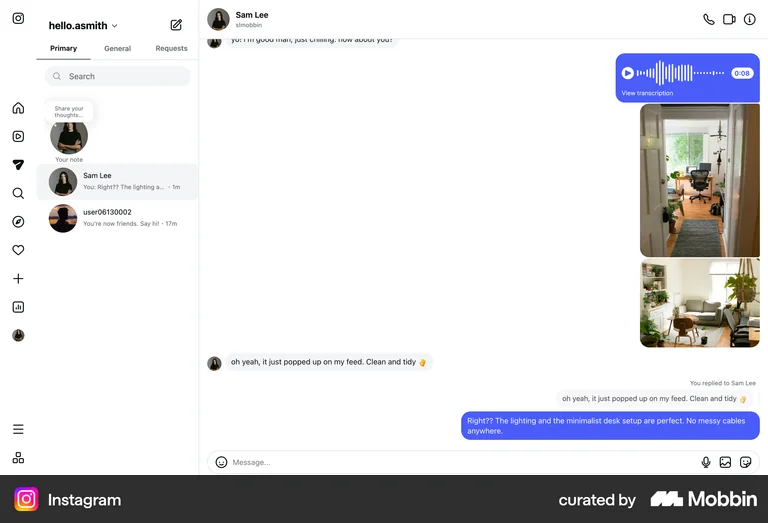 hello.asmith
Primary
General
Requests
Search
Share your
thoughts...
Your note
Sam Lee
You: Right?? The lighting a... · 1m
user06130002
You're now friends. Say hi! · 17m
Sam Lee
slmobbin
yo! I'm good man, just chilling. how about you?
0:08
View transcription
oh yeah, it just popped up on my feed. Clean and tidy
You replied to Sam Lee
oh yeah, it just popped up on my feed. Clean and tidy
Right?? The lighting and the minimalist desk setup are perfect. No messy cables
anywhere.
Message...
Instagram
curated by
Mobbin